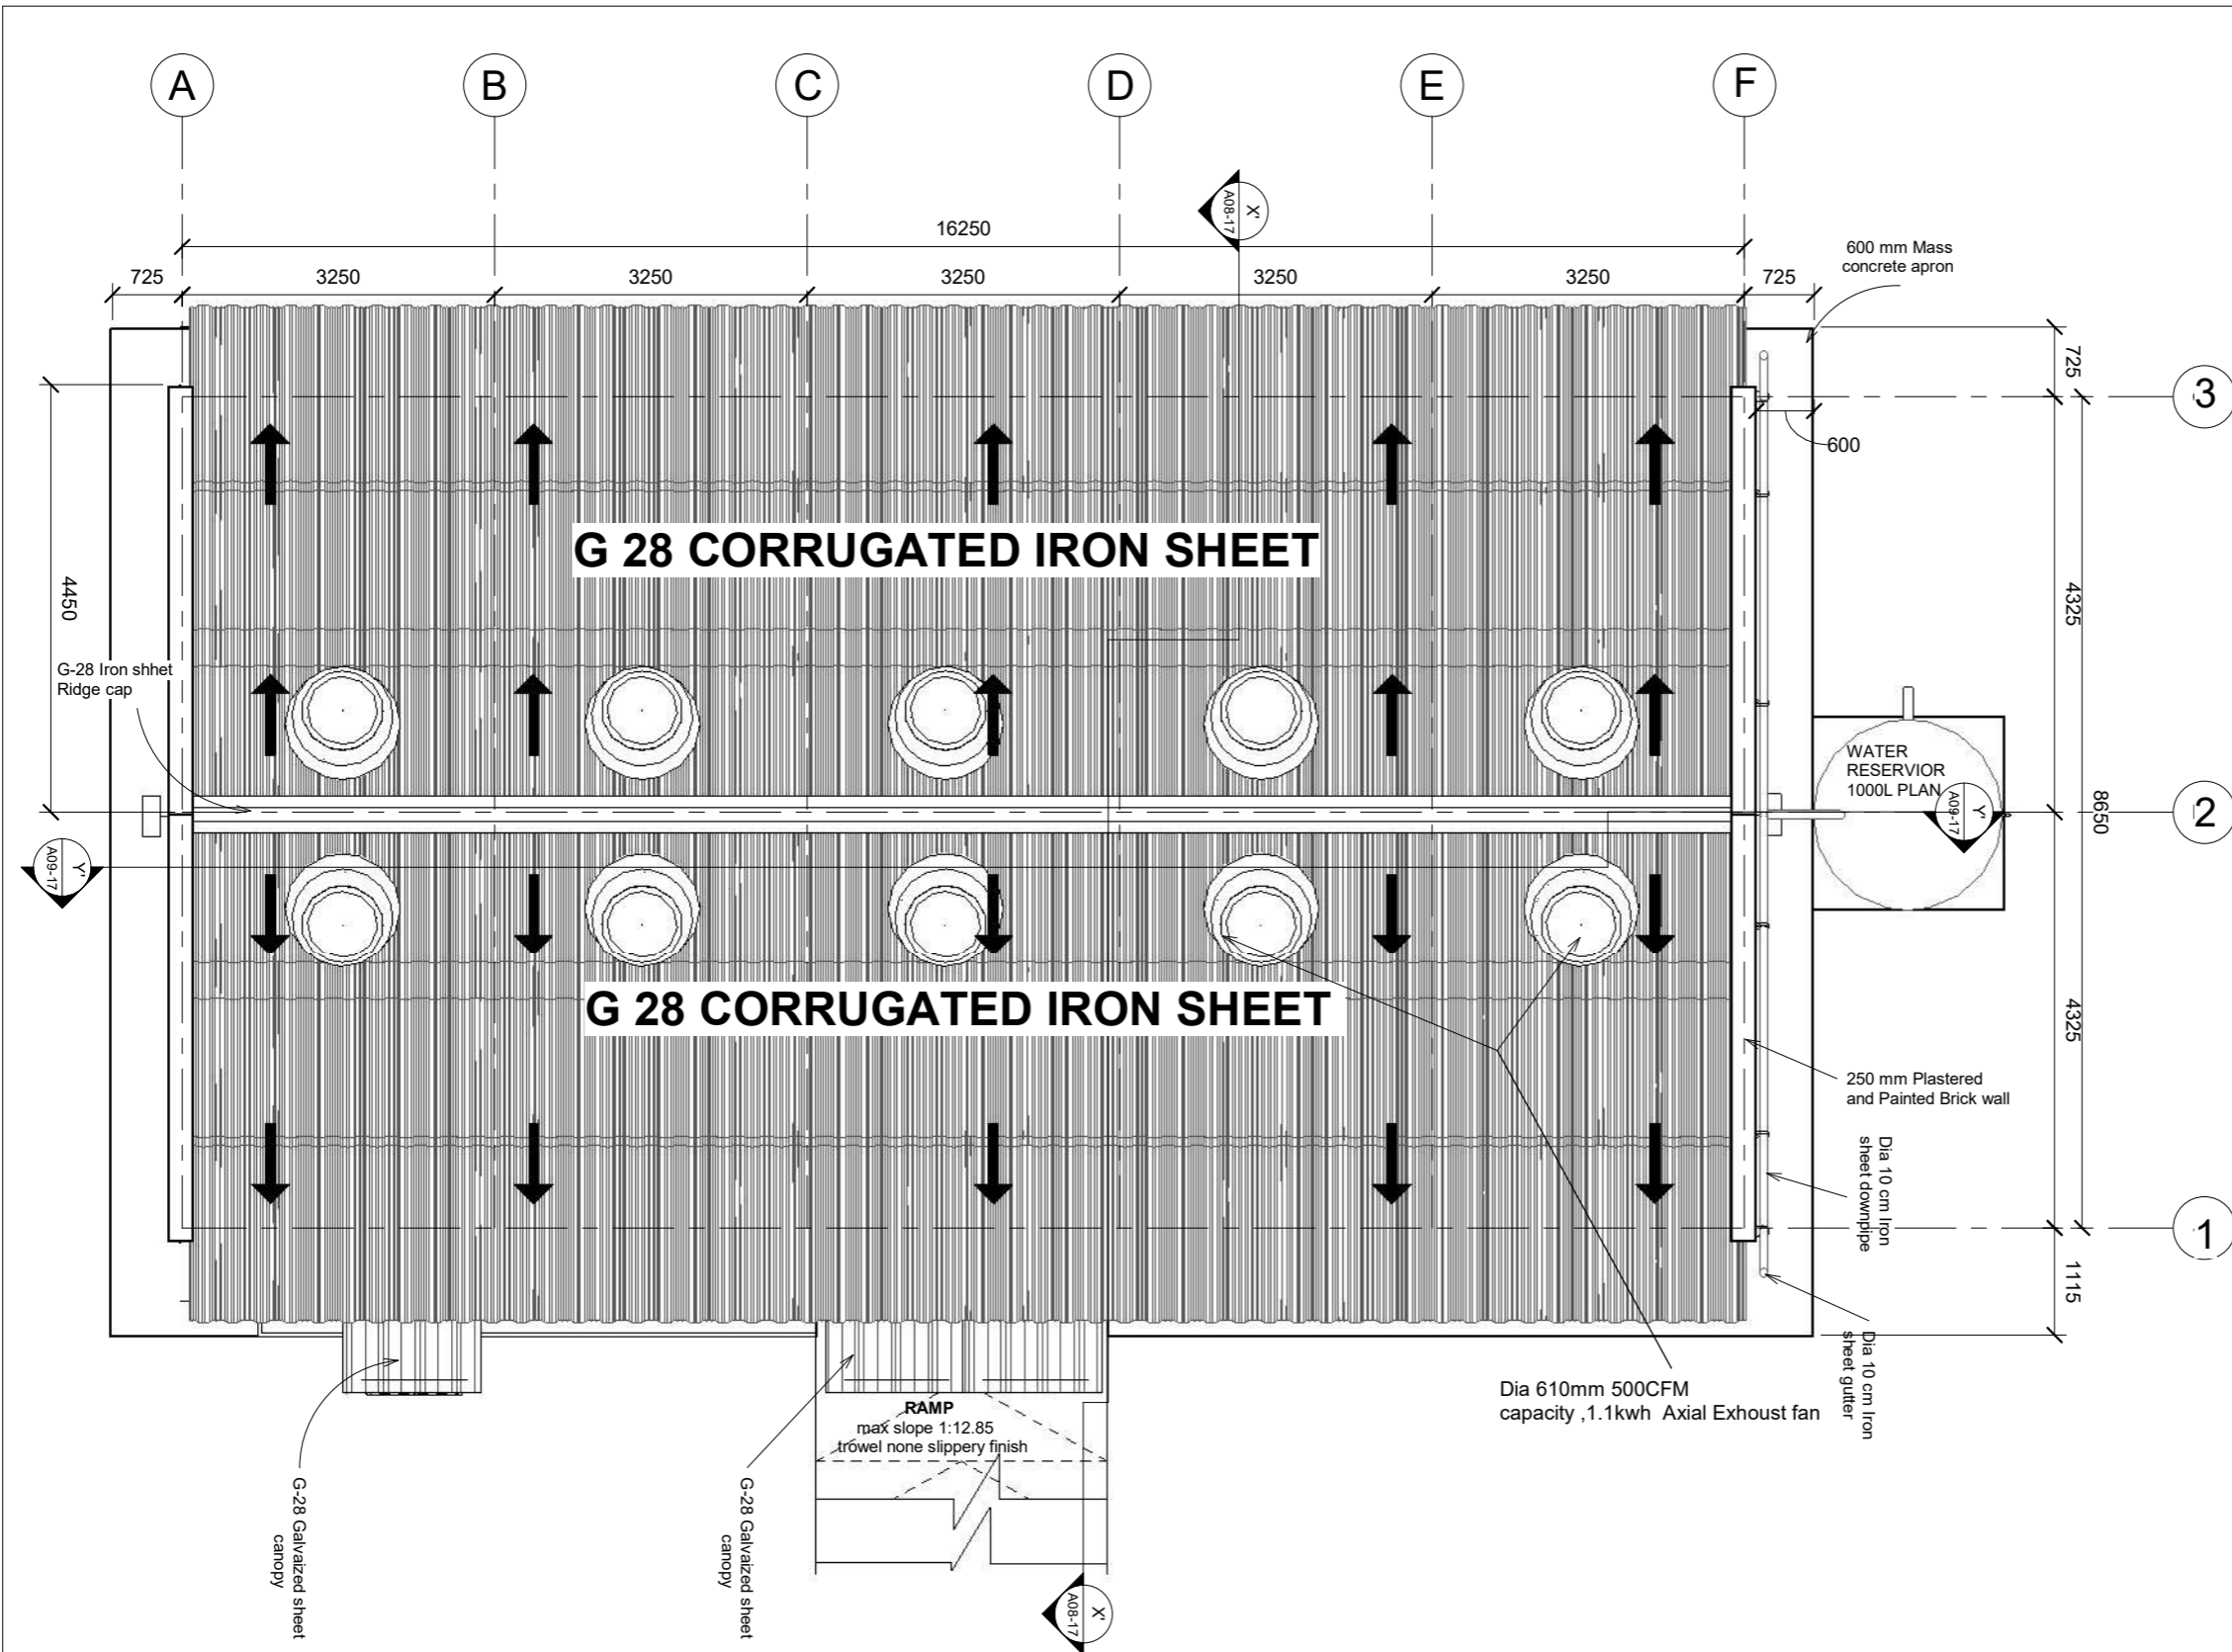 A
B
C
D
E
F
X'
A08-17
16250
725
3250
3250
3250
3250
3250
725
600 mm Mass
concrete apron
725
3
600
G 28 CORRUGATED IRON SHEET
4450
4325
G-28 Iron shhet
Ridge cap
WATER
RESERVIOR
1000L PLAN
Y'
A09-17
8650
2
Y'
A09-17
G 28 CORRUGATED IRON SHEET
4325
250 mm Plastered
and Painted Brick wall
Dia 10 cm Iron
sheet downpipe
1
1115
Dia 10 cm Iron
sheet gutter
Dia 610mm 500CFM
capacity ,1.1kwh Axial Exhoust fan
RAMP
max slope 1:12.85
trowel none slippery finish
G-28 Galvaized sheet
canopy
G-28 Galvaized sheet
canopy
X'
A08-17